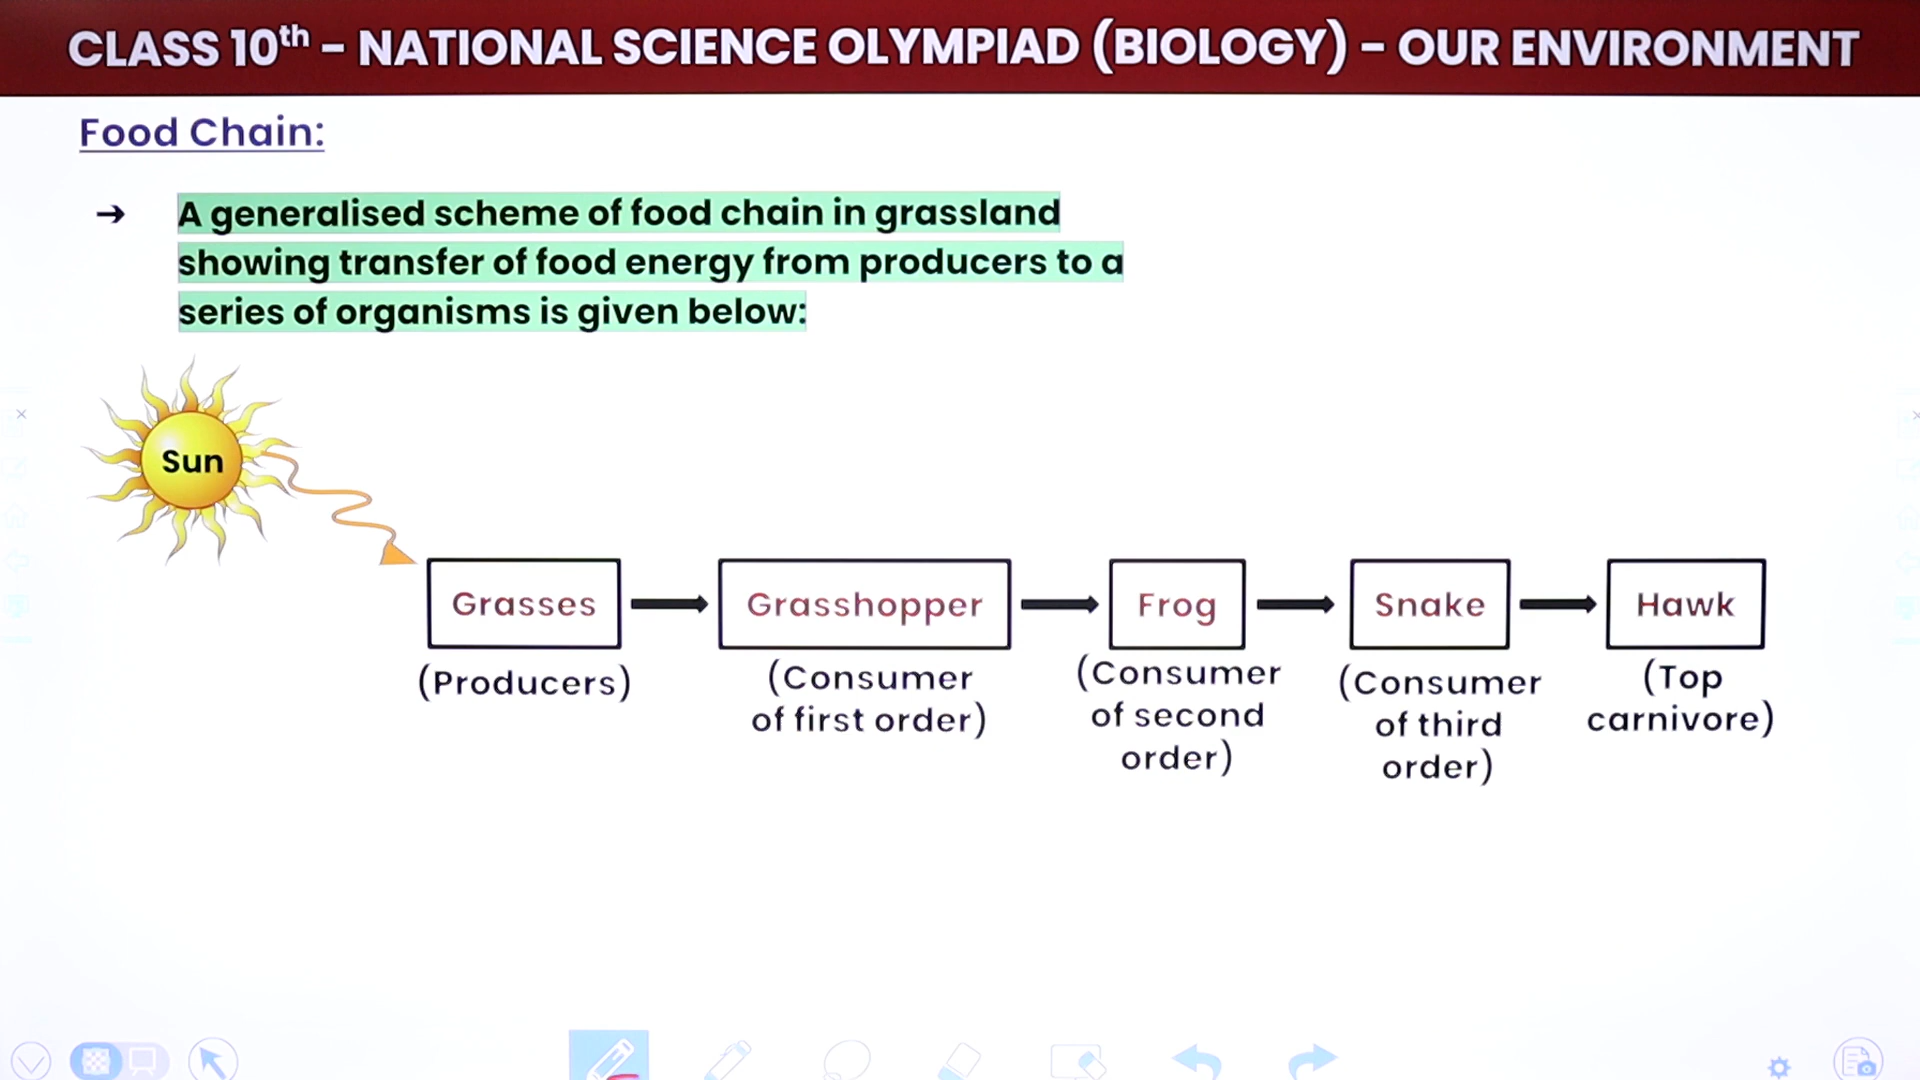 CLASS 10th – NATIONAL SCIENCE OLYMPIAD (BIOLOGY) – OUR ENVIRONMENT
Food Chain:
→ A generalised scheme of food chain in grassland
showing transfer of food energy from producers to a
series of organisms is given below:
Sun
Grasses
(Producers)
Grasshopper
(Consumer
of first order)
Frog
(Consumer
of second
order)
Snake
(Consumer
of third
order)
Hawk
(Top
carnivore)